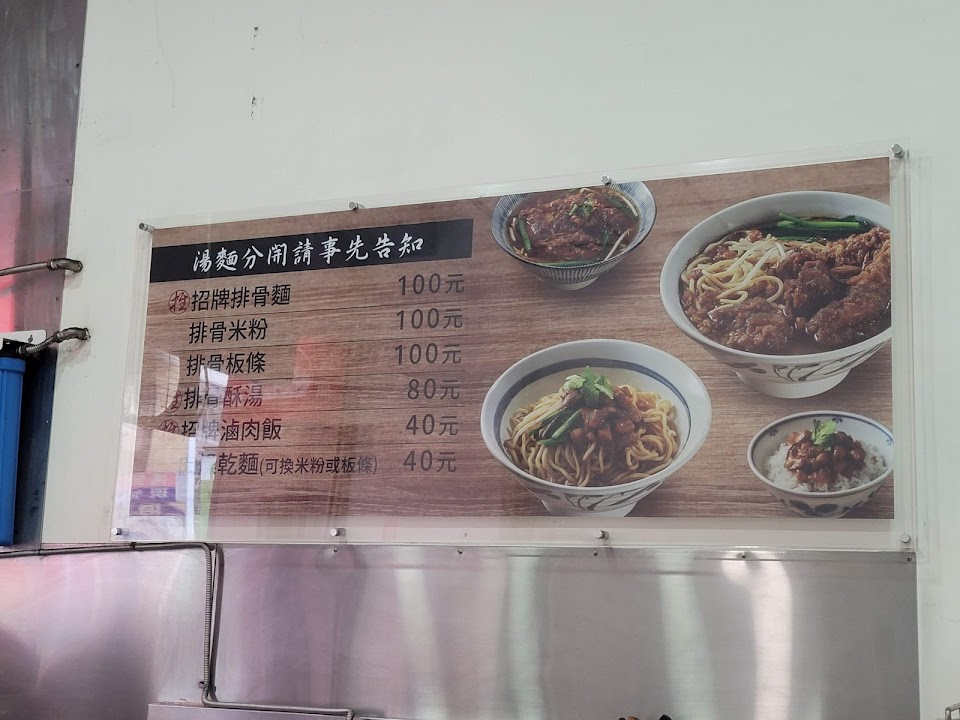 湯麵分開請事先告知
推 招牌排骨麵 100元
排骨米粉 100元
排骨板條 100元
排骨酥湯 80元
推 招牌滷肉飯 40元
乾麵(可換米粉或板條) 40元